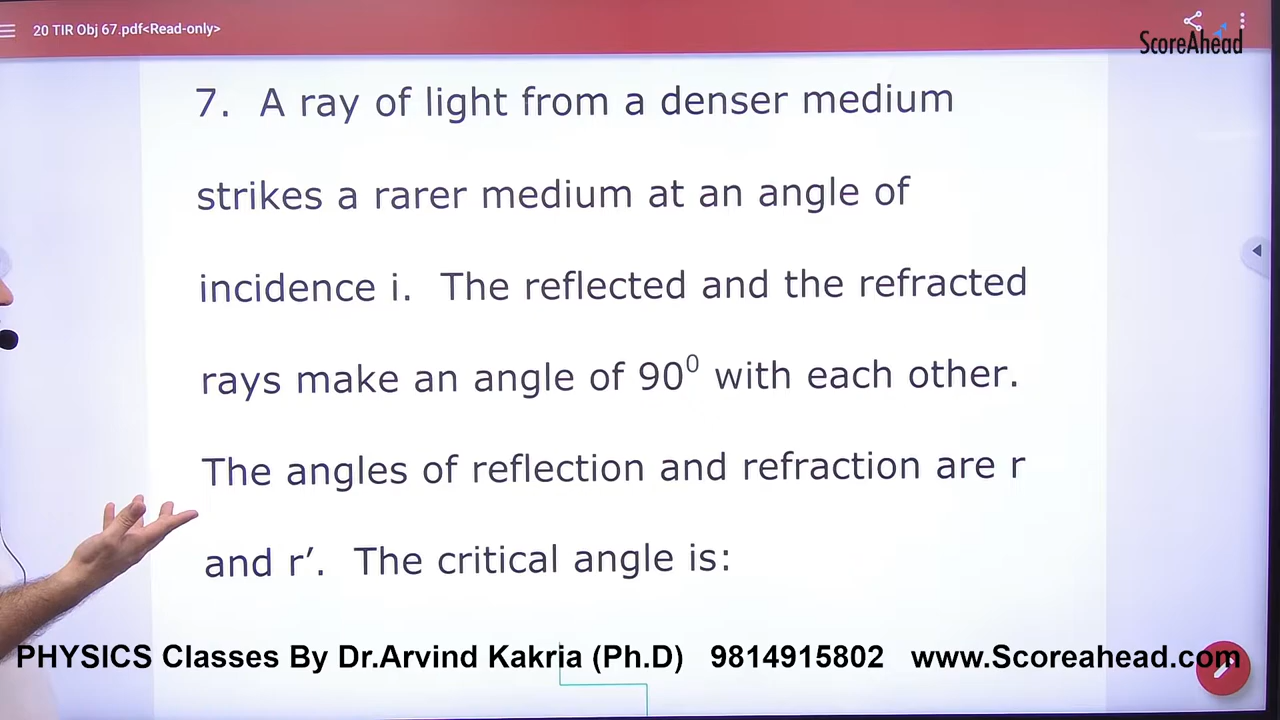 20 TIR Obj 67.pdf<Read-only>
ScoreAhead
7. A ray of light from a denser medium
strikes a rarer medium at an angle of
incidence i. The reflected and the refracted
rays make an angle of 90⁰ with each other.
The angles of reflection and refraction are r
and r’. The critical angle is:
PHYSICS Classes By Dr.Arvind Kakria (Ph.D) 9814915802 www.Scoreahead.com